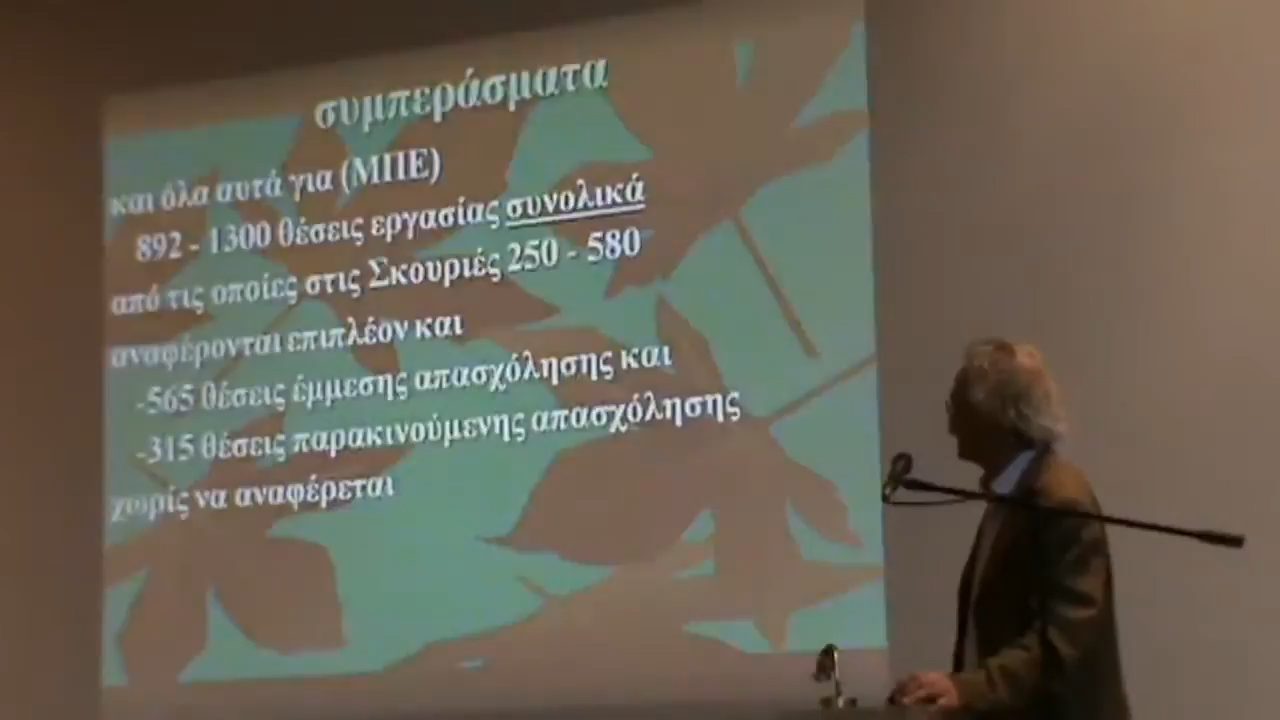 συμπεράσματα
και όλα αυτά για (ΜΠΕ)
892 - 1300 θέσεις εργασίας συνολικά
από τις οποίες στις Σκουριές 250 - 580
αναφέρονται επιπλέον και
-565 θέσεις έμμεσης απασχόλησης και
-315 θέσεις παρακινούμενης απασχόλησης
χωρίς να αναφέρεται